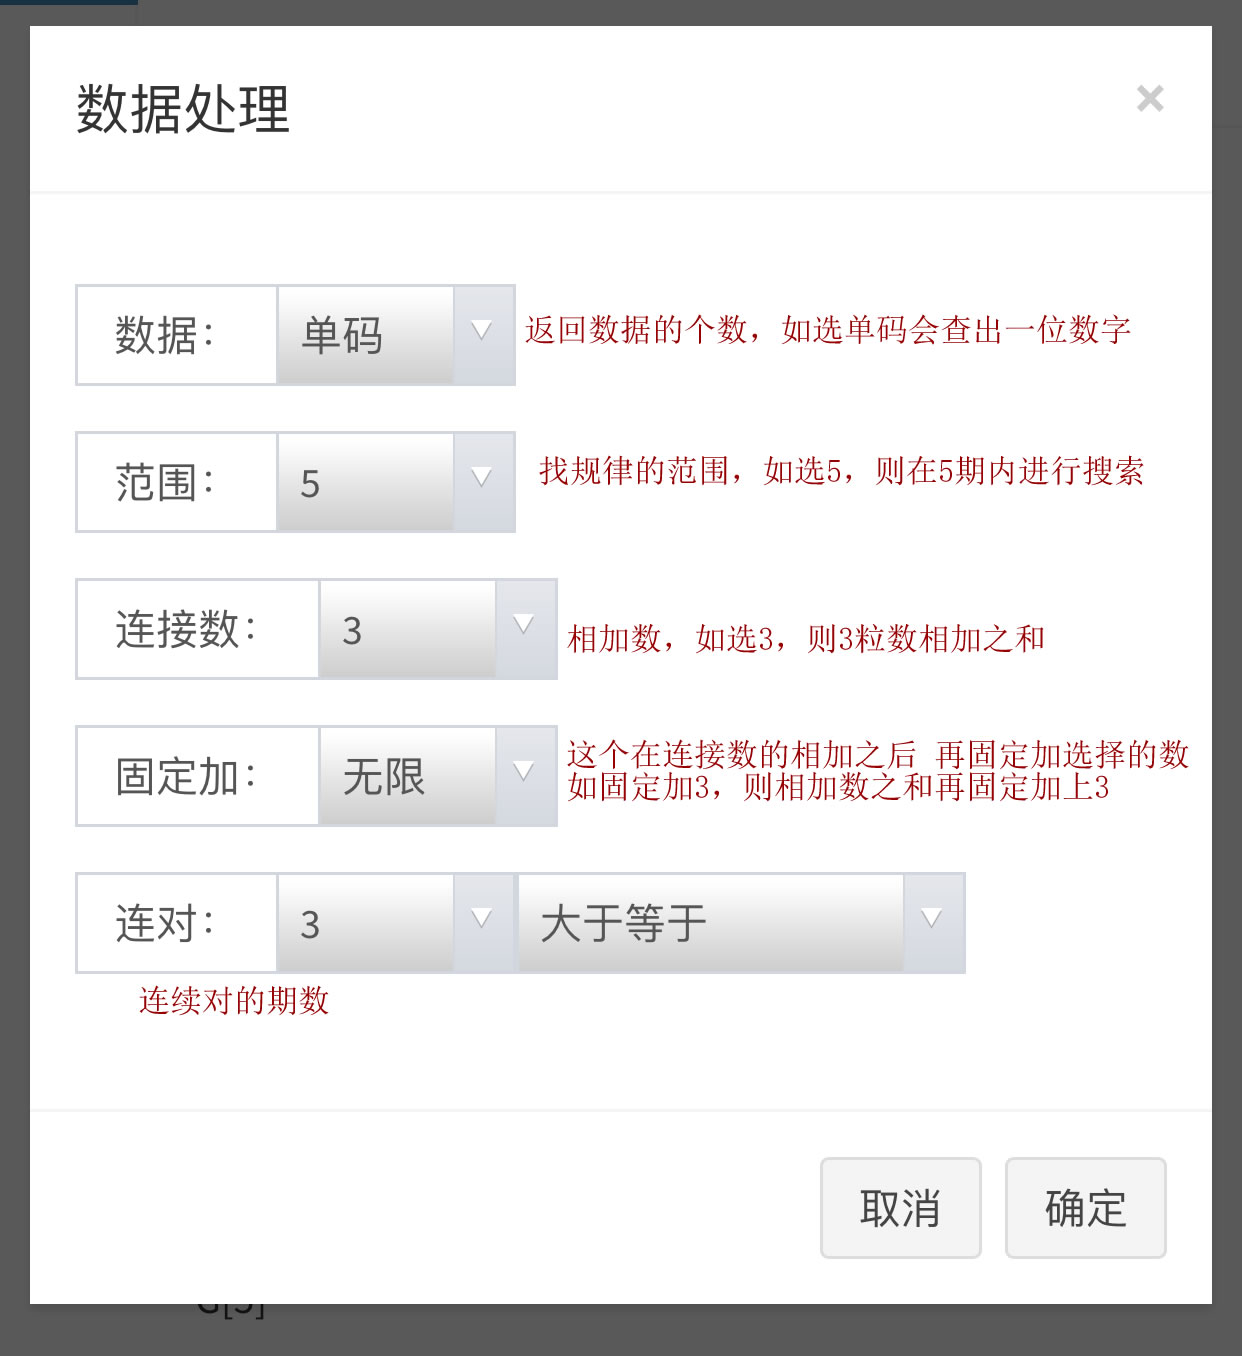 数据处理
×
数据：
单码
返回数据的个数，如选单码会查出一位数字
范围：
5
找规律的范围，如选5，则在5期内进行搜索
连接数：
3
相加数，如选3，则3粒数相加之和
固定加：
无限
这个在连接数的相加之后 再固定加选择的数
如固定加3，则相加数之和再固定加上3
连对：
3
大于等于
连续对的期数
取消
确定